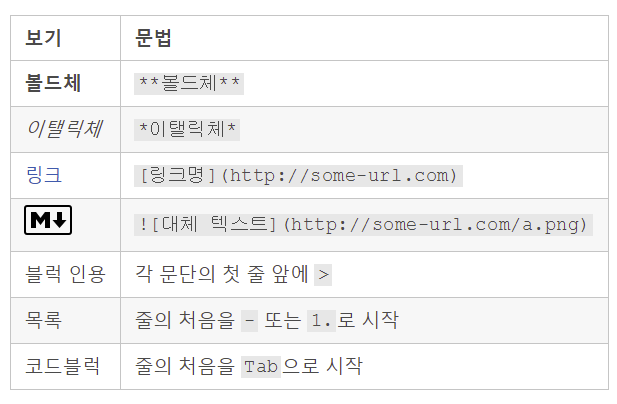 보기 문법
볼드체 **볼드체**
이탤릭체 *이탤릭체*
링크 [링크명](http://some-url.com)
M ![대체 텍스트](http://some-url.com/a.png)
블럭 인용 각 문단의 첫 줄 앞에 >
목록 줄의 처음을 - 또는 1. 로 시작
코드블럭 줄의 처음을 Tab으로 시작